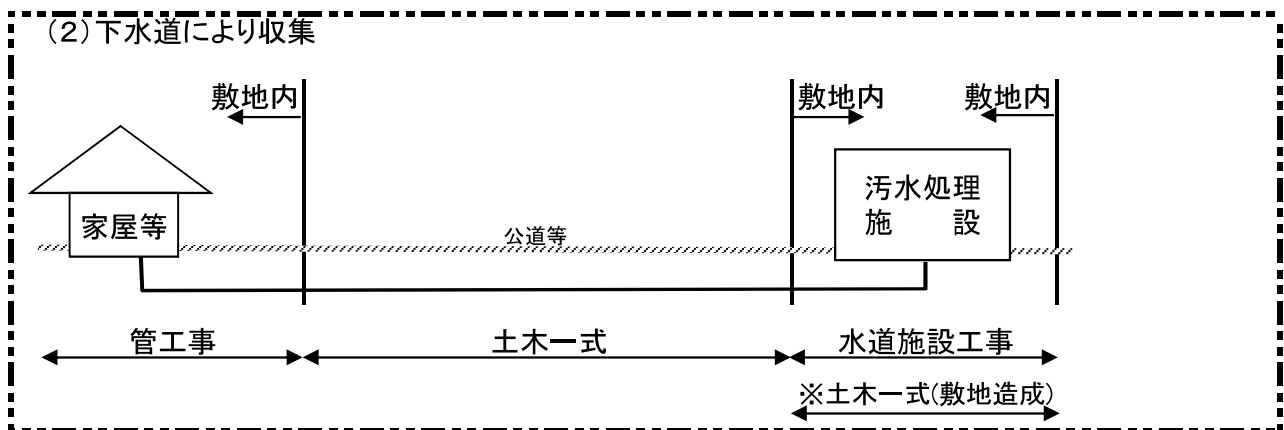 (２)下水道により収集
敷地内
敷地内
敷地内
家屋等
公道等
汚水処理
施　　設
管工事
土木一式
水道施設工事
※土木一式(敷地造成)